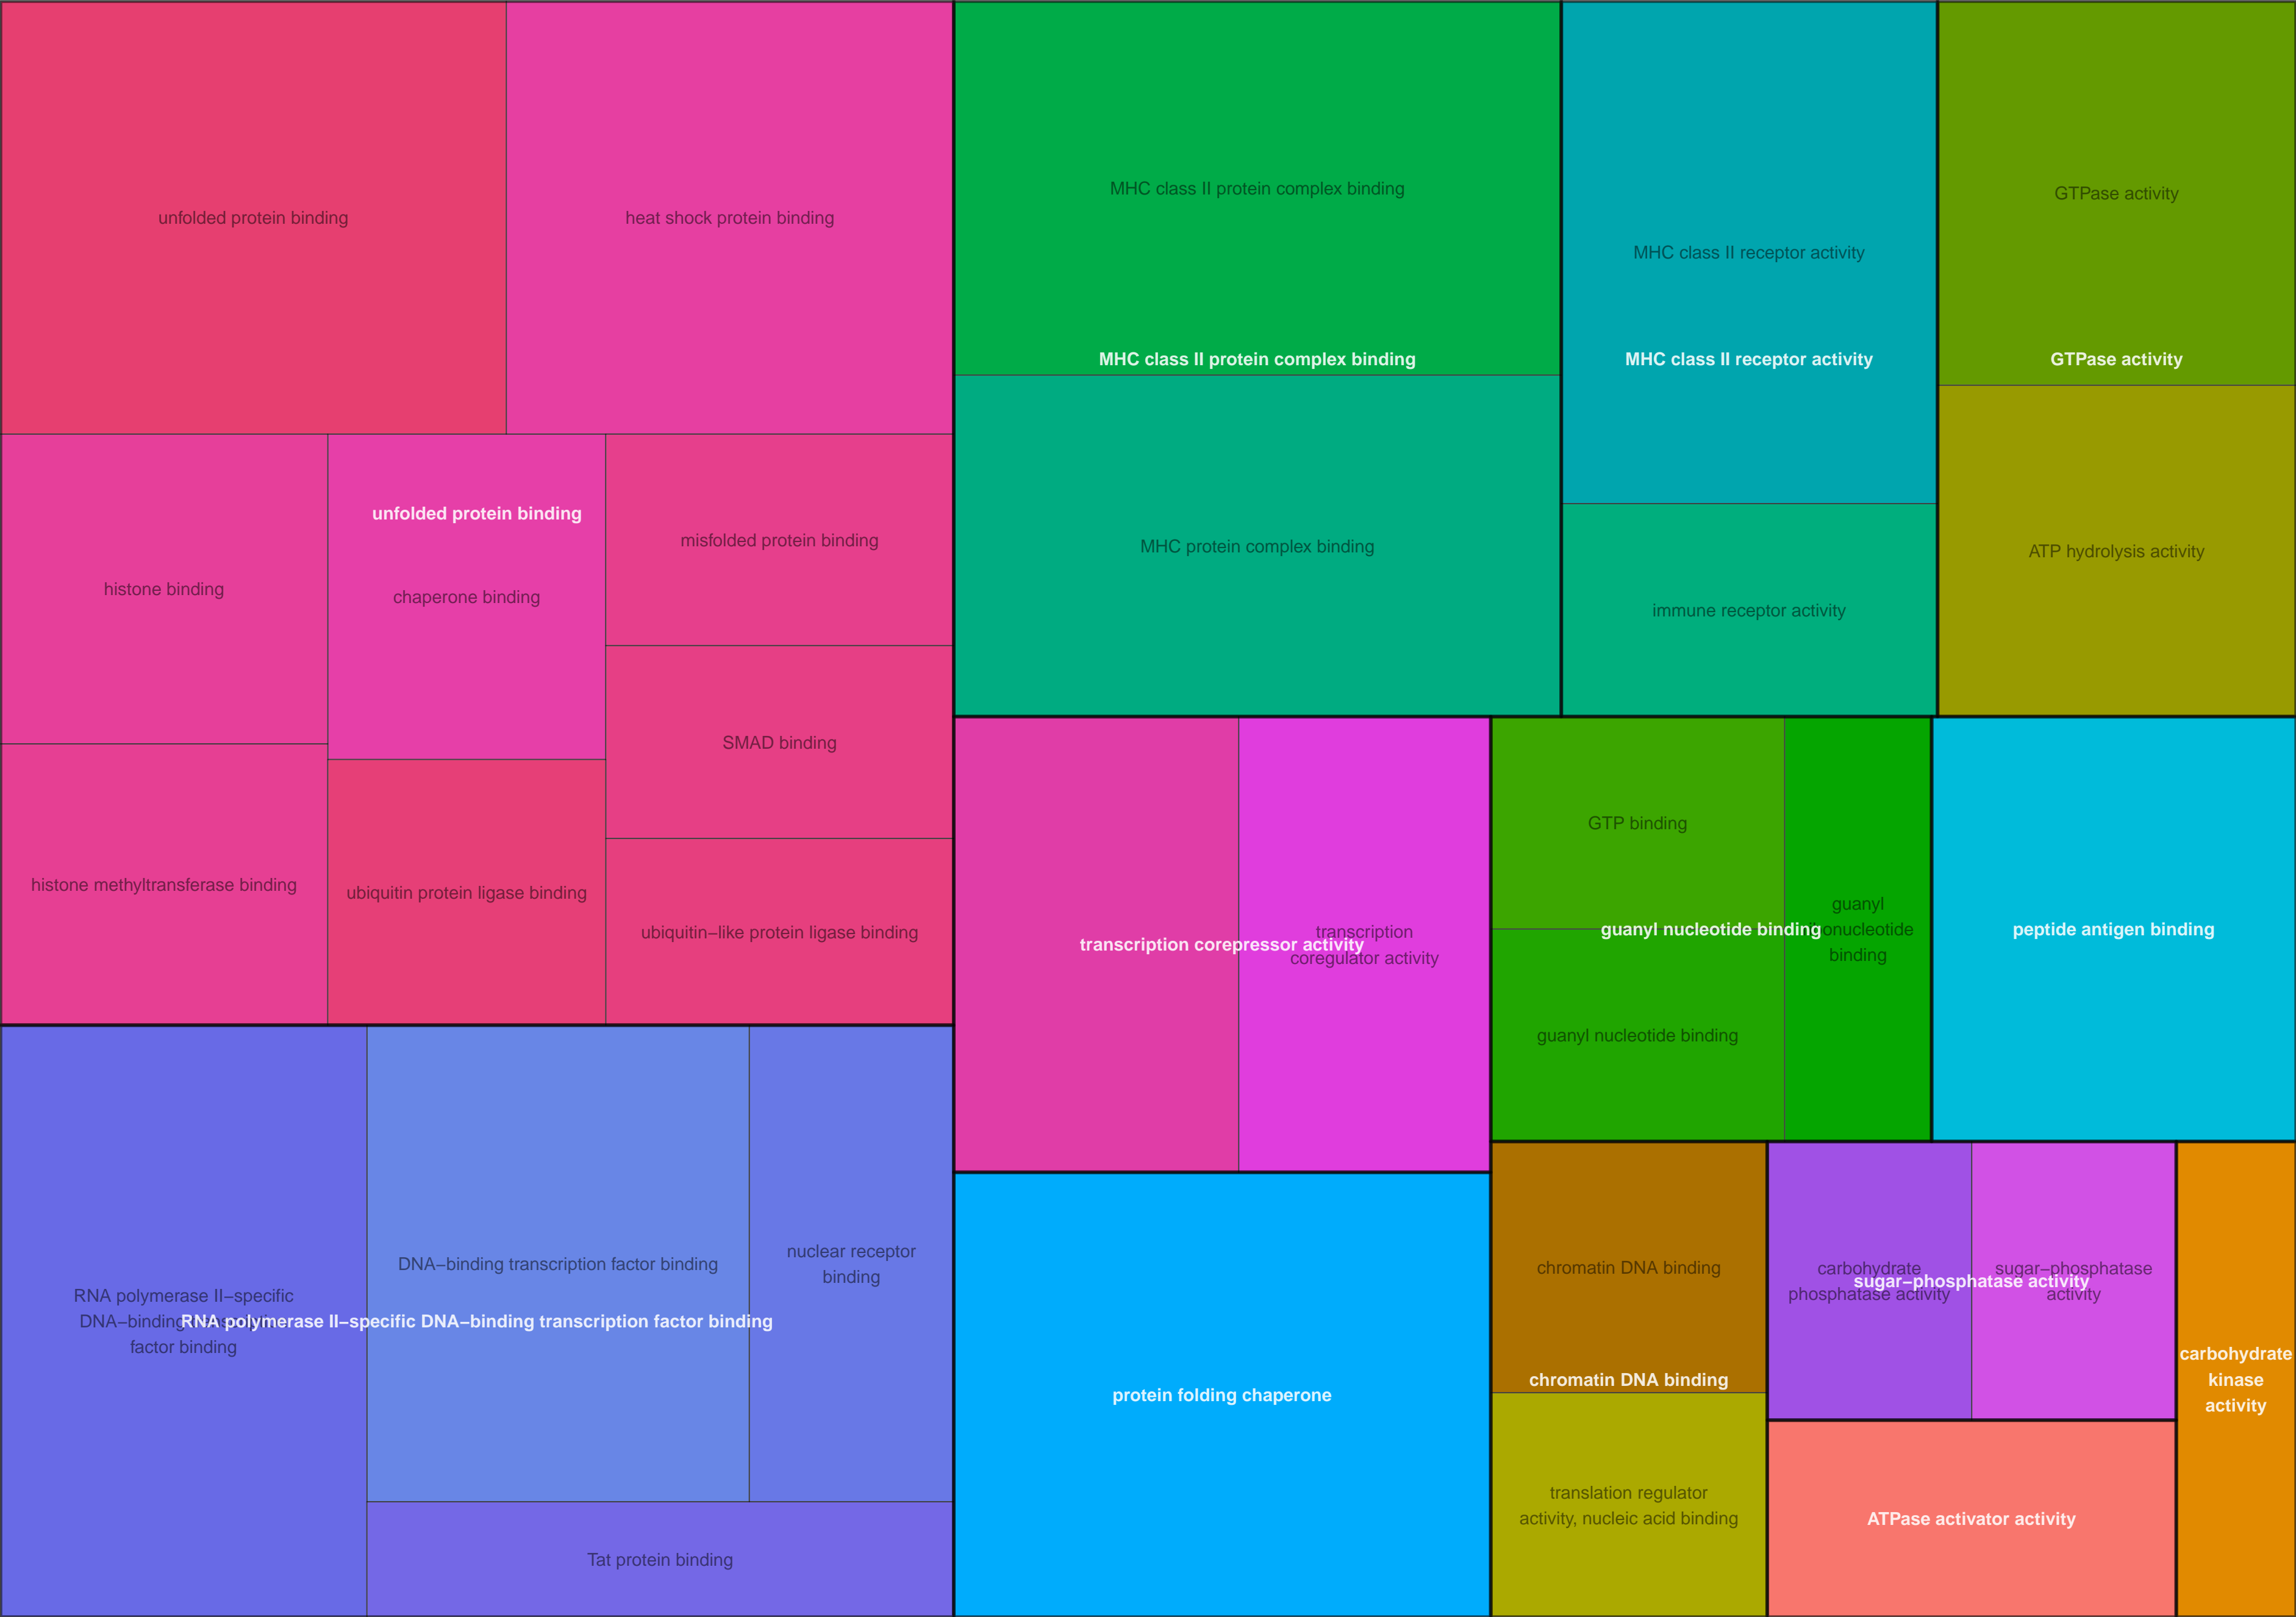 unfolded protein binding
heat shock protein binding
histone binding
unfolded protein binding
chaperone binding
misfolded protein binding
SMAD binding
histone methyltransferase binding
ubiquitin protein ligase binding
ubiquitin–like protein ligase binding
MHC class II protein complex binding
MHC class II protein complex binding
MHC protein complex binding
MHC class II receptor activity
MHC class II receptor activity
immune receptor activity
GTPase activity
GTPase activity
ATP hydrolysis activity
RNA polymerase II–specific
DNA–binding
factor binding
RNA polymerase II–specific DNA–binding transcription factor binding
DNA–binding transcription factor binding
nuclear receptor
binding
Tat protein binding
transcription corepressor activity
transcription
coregulator activity
GTP binding
guanyl nucleotide binding
guanyl nucleotide binding
guanyl
binding
peptide antigen binding
protein folding chaperone
chromatin DNA binding
chromatin DNA binding
translation regulator
activity, nucleic acid binding
carbohydrate
phosphatase activity
sugar–phosphatase activity
sugar–phosphatase
activity
carbohydrate
kinase
activity
ATPase activator activity